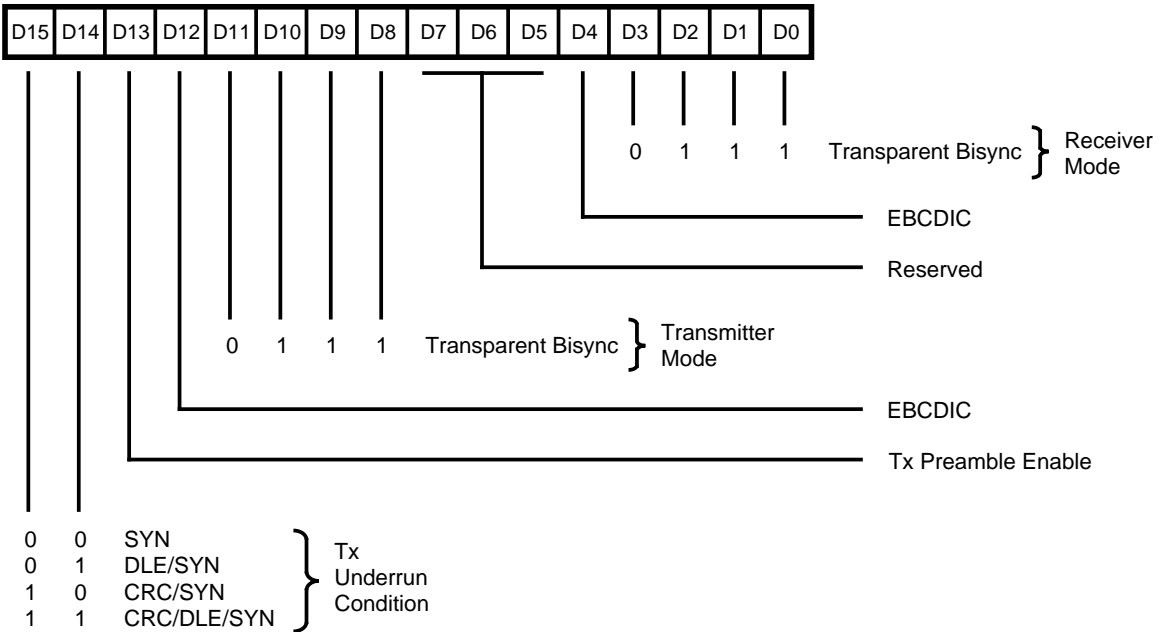 D15 D14 D13 D12 D11 D10 D9 D8 D7 D6 D5 D4 D3 D2 D1 D0
0 1 1 1 Transparent Bisync } Receiver
Mode
EBCDIC
Reserved
0 1 1 1 Transparent Bisync } Transmitter
Mode
EBCDIC
Tx Preamble Enable
0 0 SYN
0 1 DLE/SYN
1 0 CRC/SYN
1 1 CRC/DLE/SYN
} Tx
Underrun
Condition